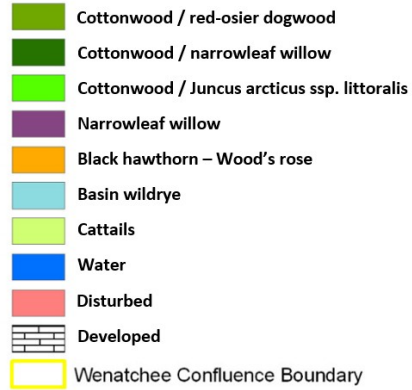 Cottonwood / red-osier dogwood
Cottonwood / narrowleaf willow
Cottonwood / Juncus arcticus ssp. littoralis
Narrowleaf willow
Black hawthorn – Wood's rose
Basin wildrye
Cattails
Water
Disturbed
Developed
Wenatchee Confluence Boundary